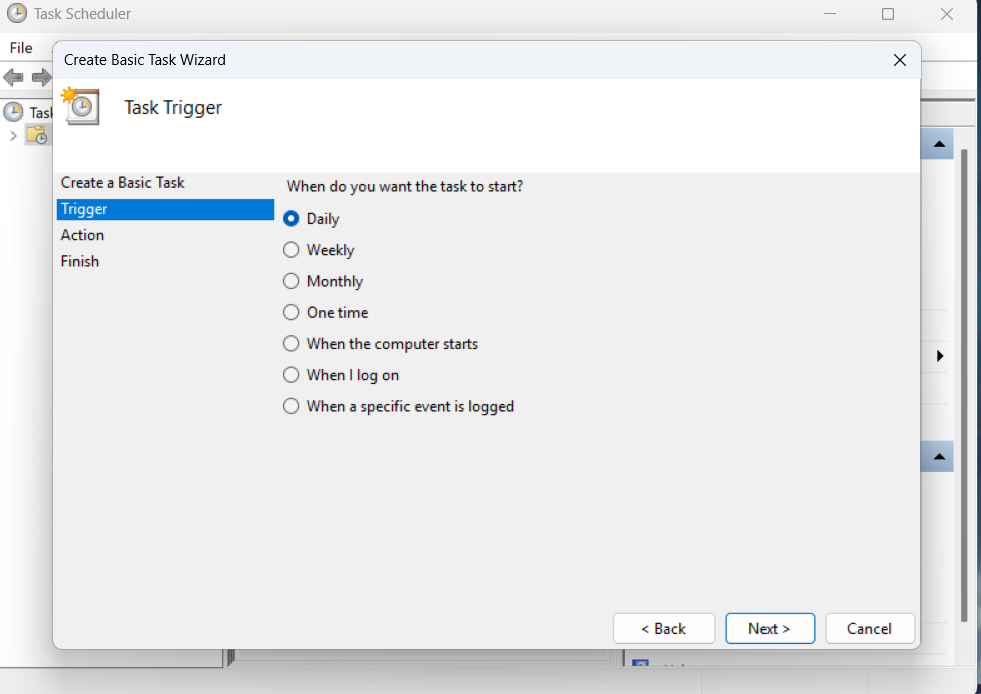 Task Scheduler
File
Create Basic Task Wizard
Task Trigger
Create a Basic Task
Trigger
Action
Finish
When do you want the task to start?
Daily
Weekly
Monthly
One time
When the computer starts
When I log on
When a specific event is logged
< Back
Next >
Cancel